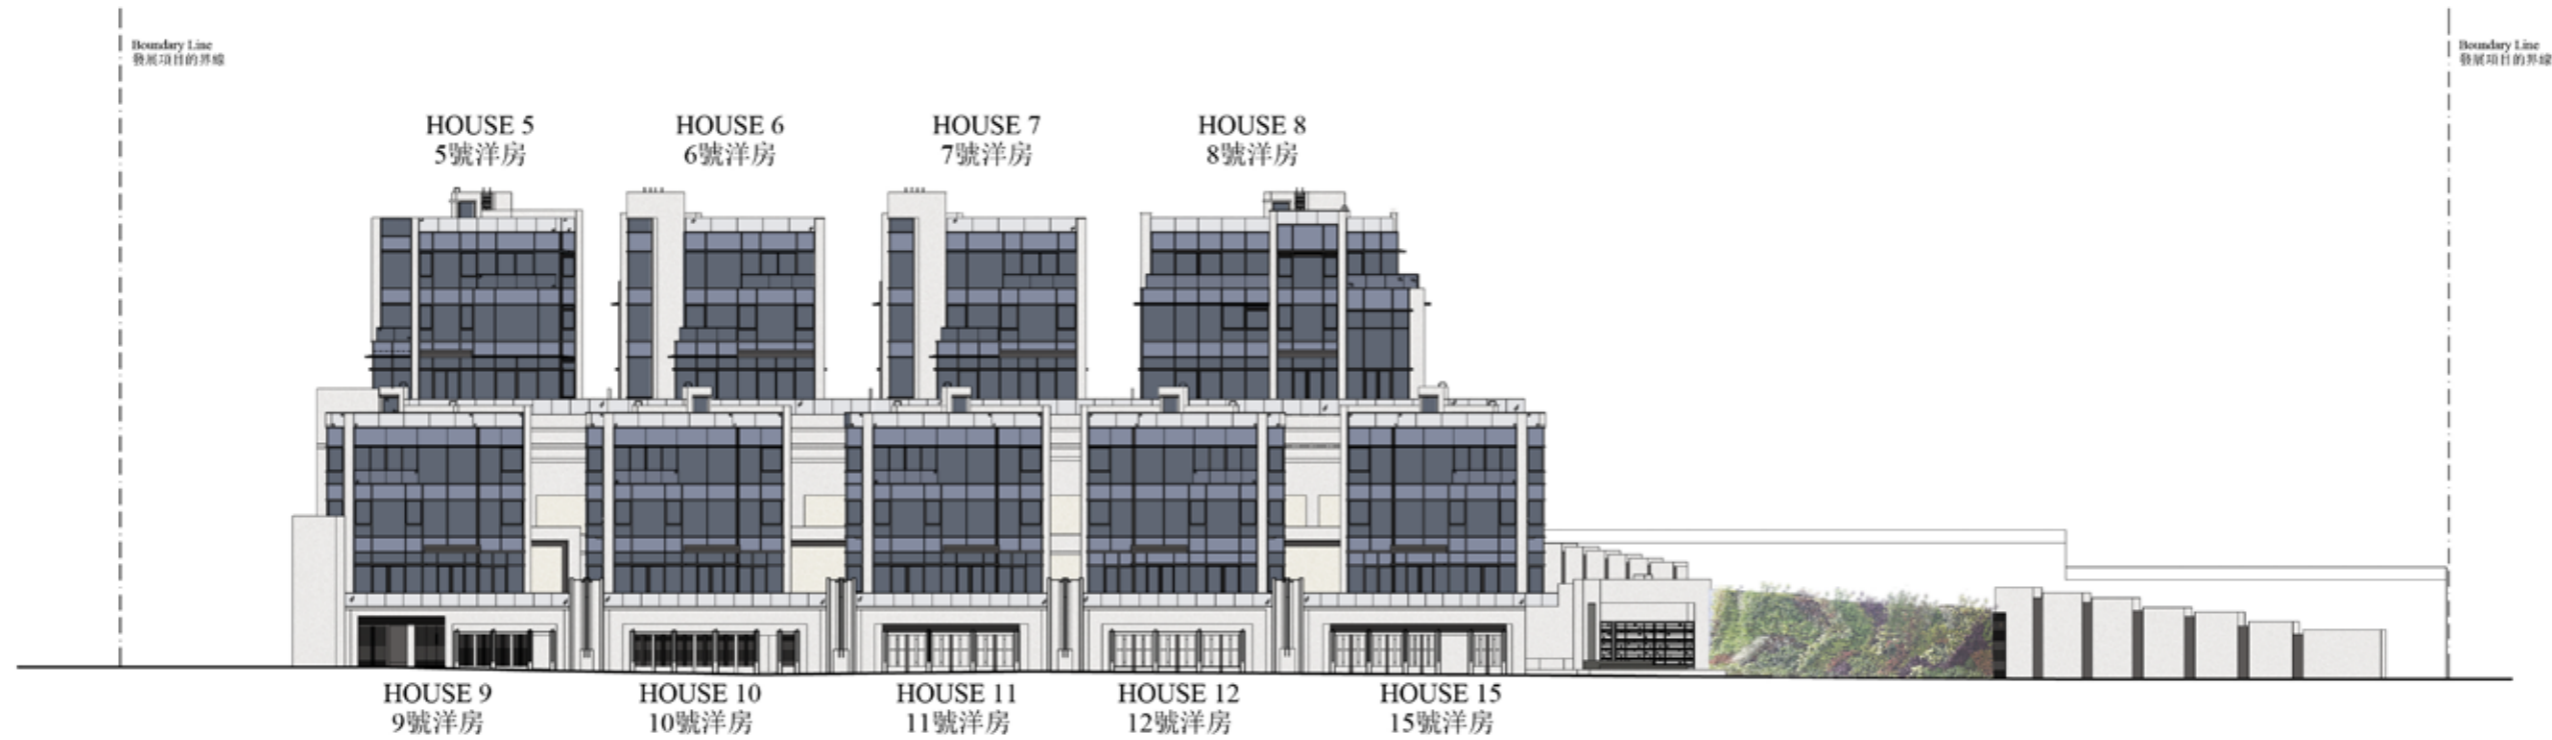 Boundary Line
發展項目的界線
Boundary Line
發展項目的界線
HOUSE 5
5號洋房
HOUSE 6
6號洋房
HOUSE 7
7號洋房
HOUSE 8
8號洋房
HOUSE 9
9號洋房
HOUSE 10
10號洋房
HOUSE 11
11號洋房
HOUSE 12
12號洋房
HOUSE 15
15號洋房